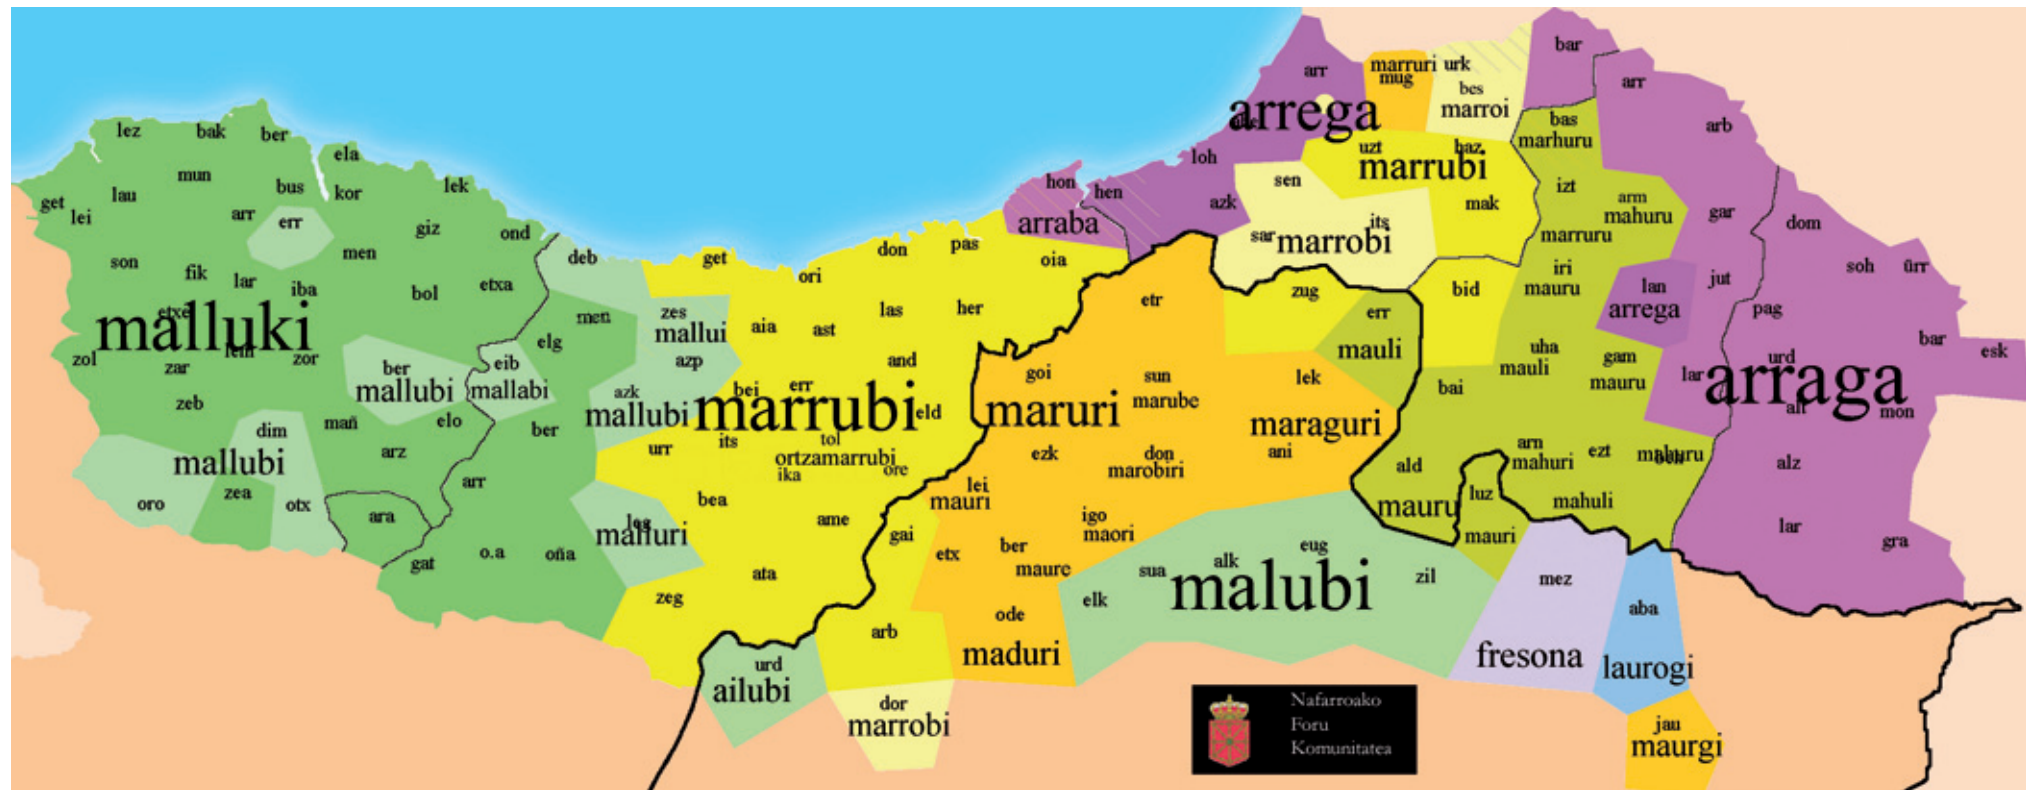 lez
bak
ber
ela
mun
lau
bus
kor
lek
get
lei
arr
err
giz
ond
son
fik
lar
iba
men
bol
etxa
etxe
malluki
zol
zar
zor
zeb
ber
mallubi
eib
mallabi
mañ
elo
dim
mallubi
zea
oro
otx
arz
ara
arr
gat
o.a
oña
deb
men
elg
ber
zes
mallui
azp
azk
mallubi
malluri
get
ori
don
pas
oia
las
her
aia
ast
and
bei
err
marrubi
eld
urr
its
tol
ortzamarrubi
ika
ore
bea
ame
ata
zeg
gai
arb
urd
ailubi
dor
marrobi
hon
arraba
hen
loh
azk
arr
arrega
marruri
mug
urk
bes
marroi
bar
uzt
haz
marrubi
mak
sen
its
sar
marrobi
etr
zug
bid
err
mauli
goi
maruri
sun
marube
lek
maraguri
ezk
don
marobiri
ani
lei
mauri
igo
maori
etx
ber
maure
ode
maduri
elk
sua
alk
eug
zil
malubi
bas
marhuru
izt
arm
mahuru
marruru
iri
mauru
lan
arrega
uha
mauli
gam
mauru
bai
ald
mauru
luz
mauri
arn
mahuri
ezt
mahuru
mahuli
arr
arb
gar
jut
lar
dom
soh
ürr
pag
bar
esk
urd
arraga
alt
mon
alz
lar
gra
mez
fresona
aba
laurogi
jau
maurgi
Nafarroako
Foru
Komunitatea